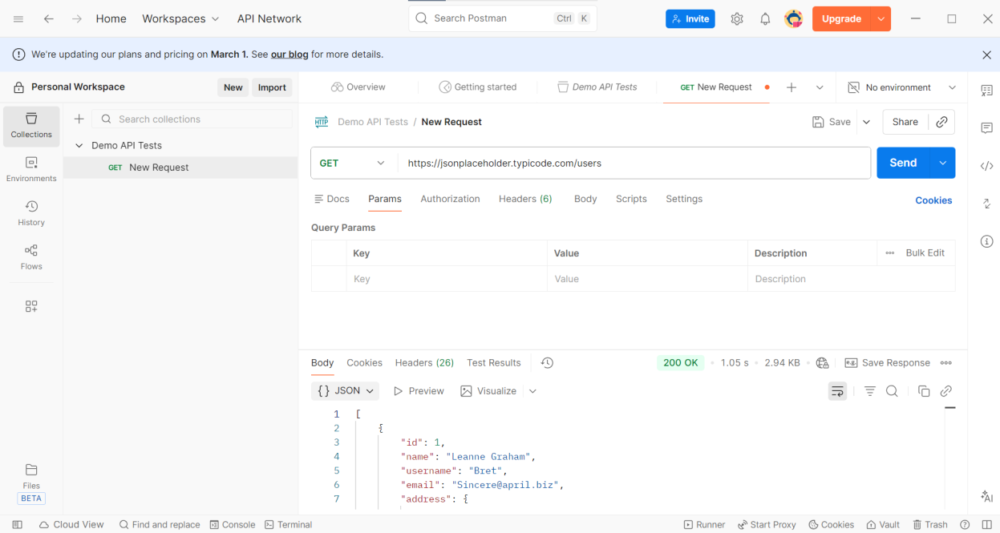 Home Workspaces API Network Search Postman Ctrl K Invite Upgrade
We're updating our plans and pricing on March 1. See our blog for more details.
Personal Workspace New Import Overview Getting started Demo API Tests GET New Request No environment
Collections
Search collections
Demo API Tests
GET New Request
Environments
History
Flows
Files
BETA
HTTP Demo API Tests / New Request Save Share
GET https://jsonplaceholder.typicode.com/users Send
Docs Params Authorization Headers (6) Body Scripts Settings Cookies
Query Params
Key Value Description Bulk Edit
Key Value Description
Body Cookies Headers (26) Test Results 200 OK 1.05 s 2.94 KB e.g. Save Response
{} JSON Preview Visualize
1 [
2 {
3 "id": 1,
4 "name": "Leanne Graham",
5 "username": "Bret",
6 "email": "Sincere@april.biz",
7 "address": {
AI
Cloud View Find and replace Console Terminal Runner Start Proxy Cookies Vault Trash